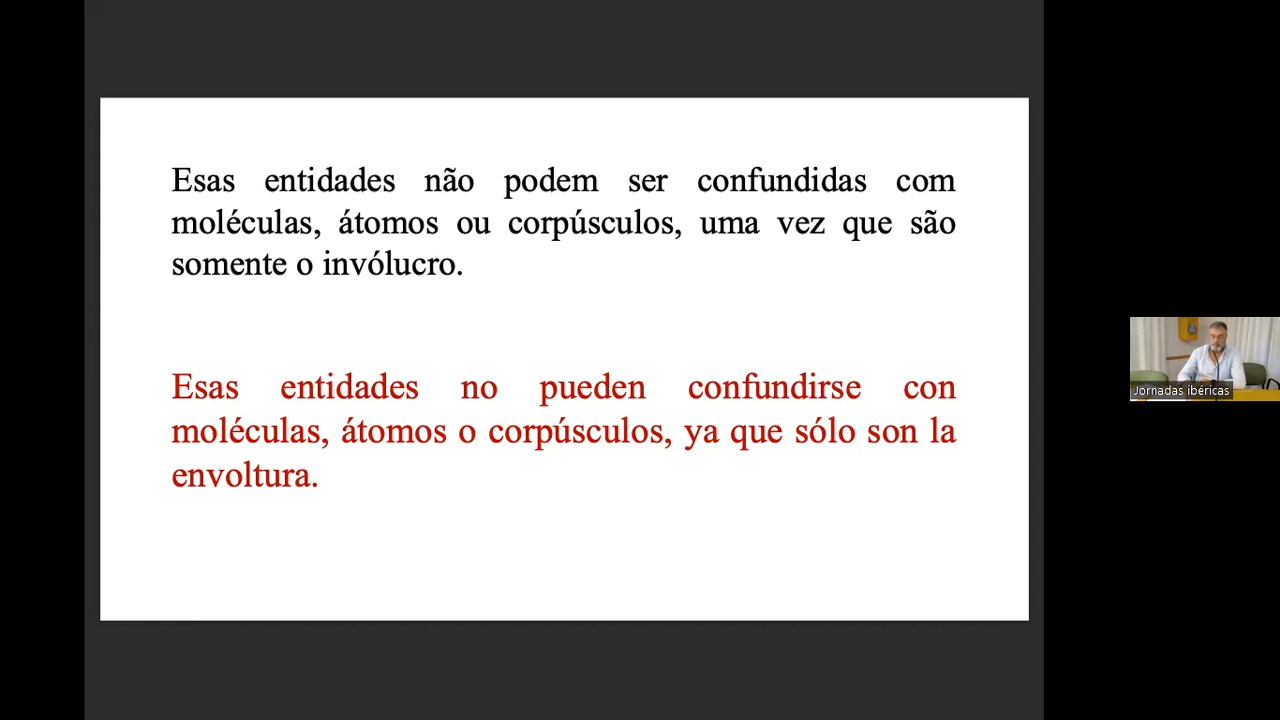 Esas entidades não podem ser confundidas com
moléculas, átomos ou corpúsculos, uma vez que são
somente o invólucro.
Esas entidades no pueden confundirse con
moléculas, átomos o corpúsculos, ya que sólo son la
envoltura.
Jornadas ibéricas